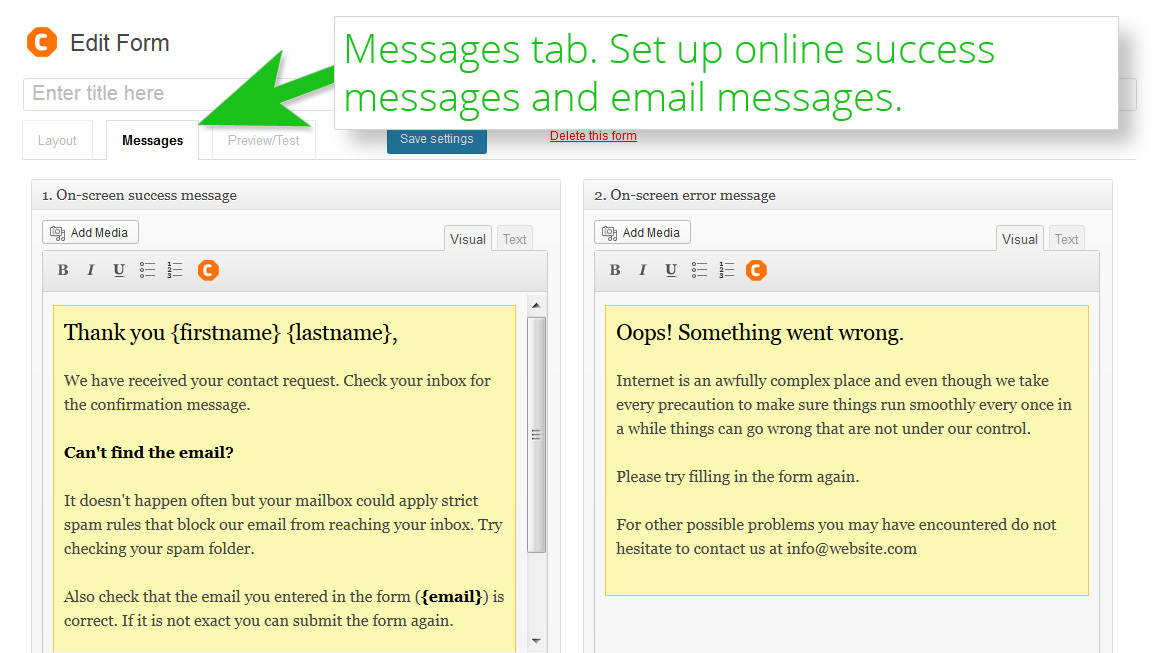 Edit Form
Messages tab. Set up online success
messages and email messages.
Enter title here
Layout
Messages
Preview/Test
Save settings
Delete this form
1. On-screen success message
Add Media
Visual
Text
B I U
C
Thank you {firstname} {lastname},
We have received your contact request. Check your inbox for
the confirmation message.
Can't find the email?
It doesn't happen often but your mailbox could apply strict
spam rules that block our email from reaching your inbox. Try
checking your spam folder.
Also check that the email you entered in the form ({email}) is
correct. If it is not exact you can submit the form again.
2. On-screen error message
Add Media
Visual
Text
B I U
C
Oops! Something went wrong.
Internet is an awfully complex place and even though we take
every precaution to make sure things run smoothly every once in
a while things can go wrong that are not under our control.
Please try filling in the form again.
For other possible problems you may have encountered do not
hesitate to contact us at info@website.com